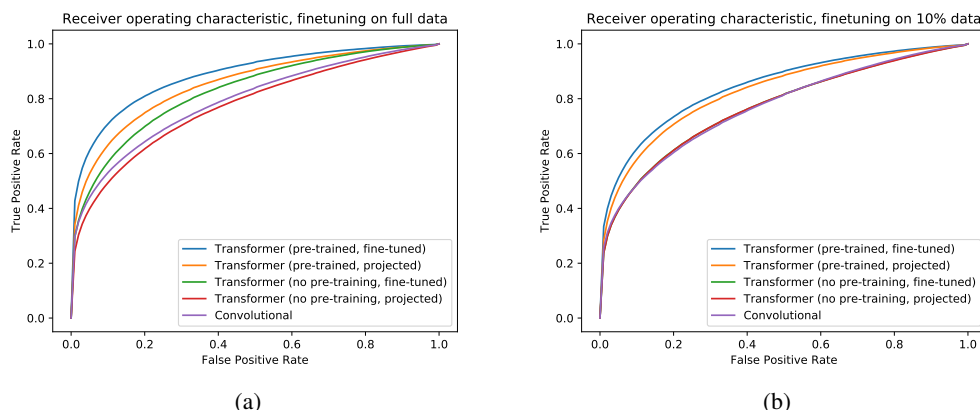 Receiver operating characteristic, finetuning on full data
1.0
0.8
0.6
0.4
0.2
0.0
True Positive Rate
Transformer (pre-trained, fine-tuned)
Transformer (pre-trained, projected)
Transformer (no pre-training, fine-tuned)
Transformer (no pre-training, projected)
Convolutional
0.0 0.2 0.4 0.6 0.8 1.0
False Positive Rate
(a)
Receiver operating characteristic, finetuning on 10% data
1.0
0.8
0.6
0.4
0.2
0.0
True Positive Rate
Transformer (pre-trained, fine-tuned)
Transformer (pre-trained, projected)
Transformer (no pre-training, fine-tuned)
Transformer (no pre-training, projected)
Convolutional
0.0 0.2 0.4 0.6 0.8 1.0
False Positive Rate
(b)